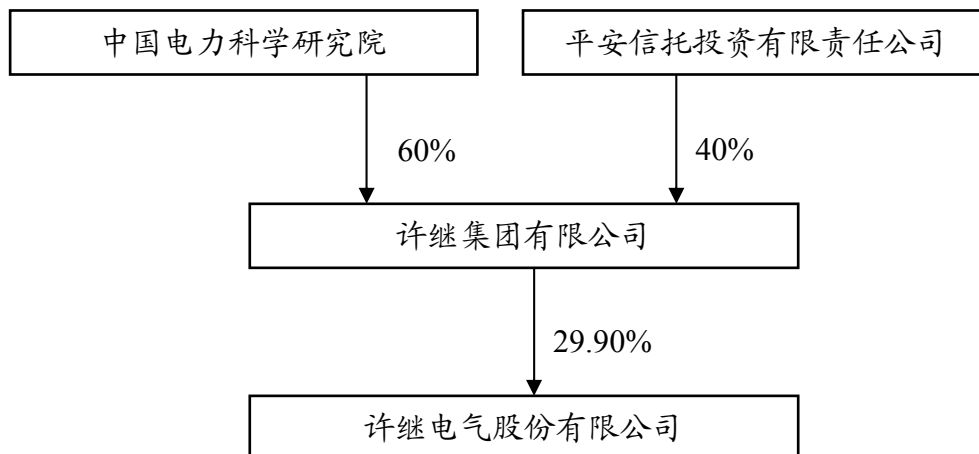 中国电力科学研究院
平安信托投资有限责任公司
60%
40%
许继集团有限公司
29.90%
许继电气股份有限公司